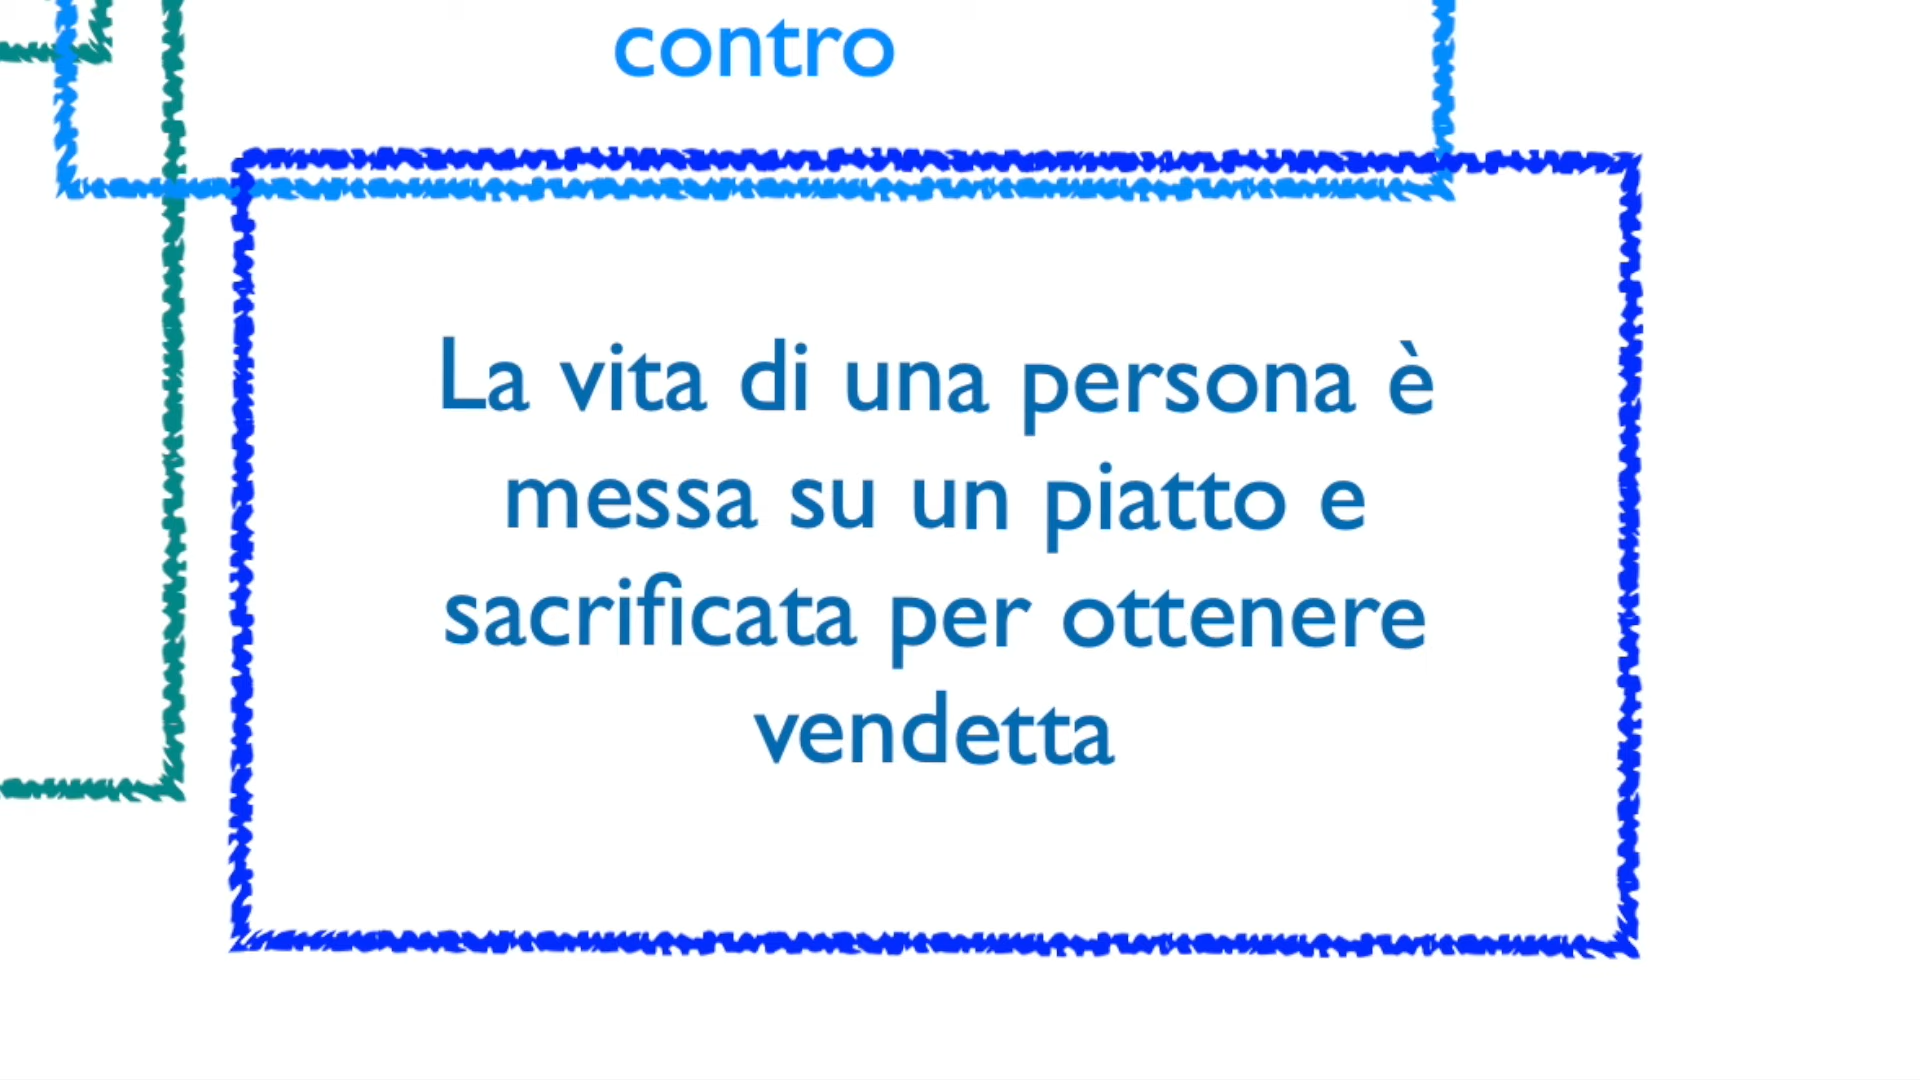 contro
La vita di una persona è
messa su un piatto e
sacrificata per ottenere
vendetta